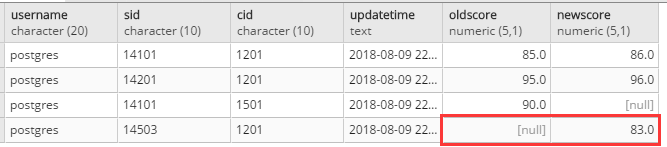 username sid cid updatetime oldscore newscore
character (20) character (10) character (10) text numeric (5,1) numeric (5,1)
postgres 14101 1201 2018-08-09 22... 85.0 86.0
postgres 14201 1201 2018-08-09 22... 95.0 96.0
postgres 14101 1501 2018-08-09 22... 90.0 [null]
postgres 14503 1201 2018-08-09 22... [null] 83.0